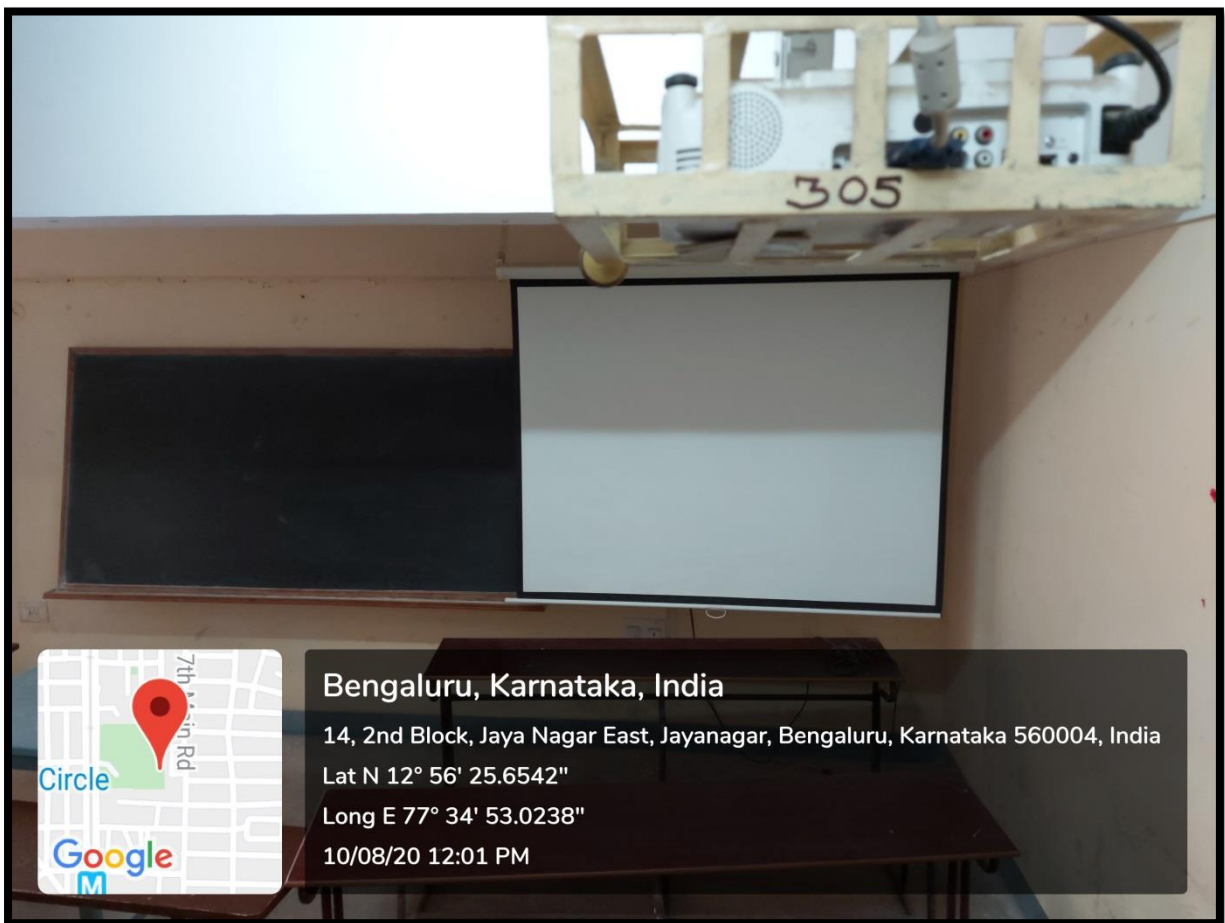 305
7th Main Rd
Circle
Google
M
Bengaluru, Karnataka, India
14, 2nd Block, Jaya Nagar East, Jayanagar, Bengaluru, Karnataka 560004, India
Lat N 12° 56' 25.6542"
Long E 77° 34' 53.0238"
10/08/20 12:01 PM